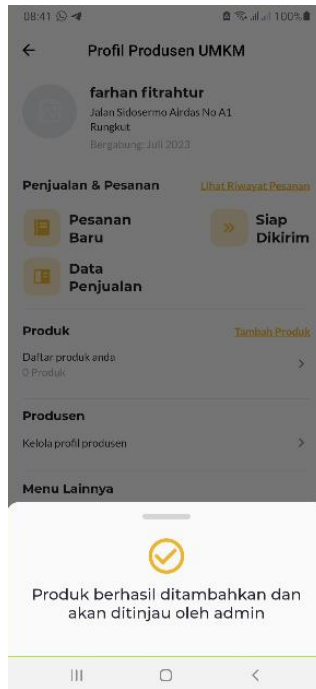 08:41
100%
Profil Produsen UMKM
farhan fitrahtur
Jalan Sidosermo Airdas No A1
Rungkut
Bergabung: Juli 2023
Penjualan & Pesanan
Lihat Riwayat Pesanan
Pesanan
Baru
Siap
Dikirim
Data
Penjualan
Produk
Tambah Produk
Daftar produk anda
0 Produk
Produsen
Kelola profil produsen
Menu Lainnya
Produk berhasil ditambahkan dan
akan ditinjau oleh admin